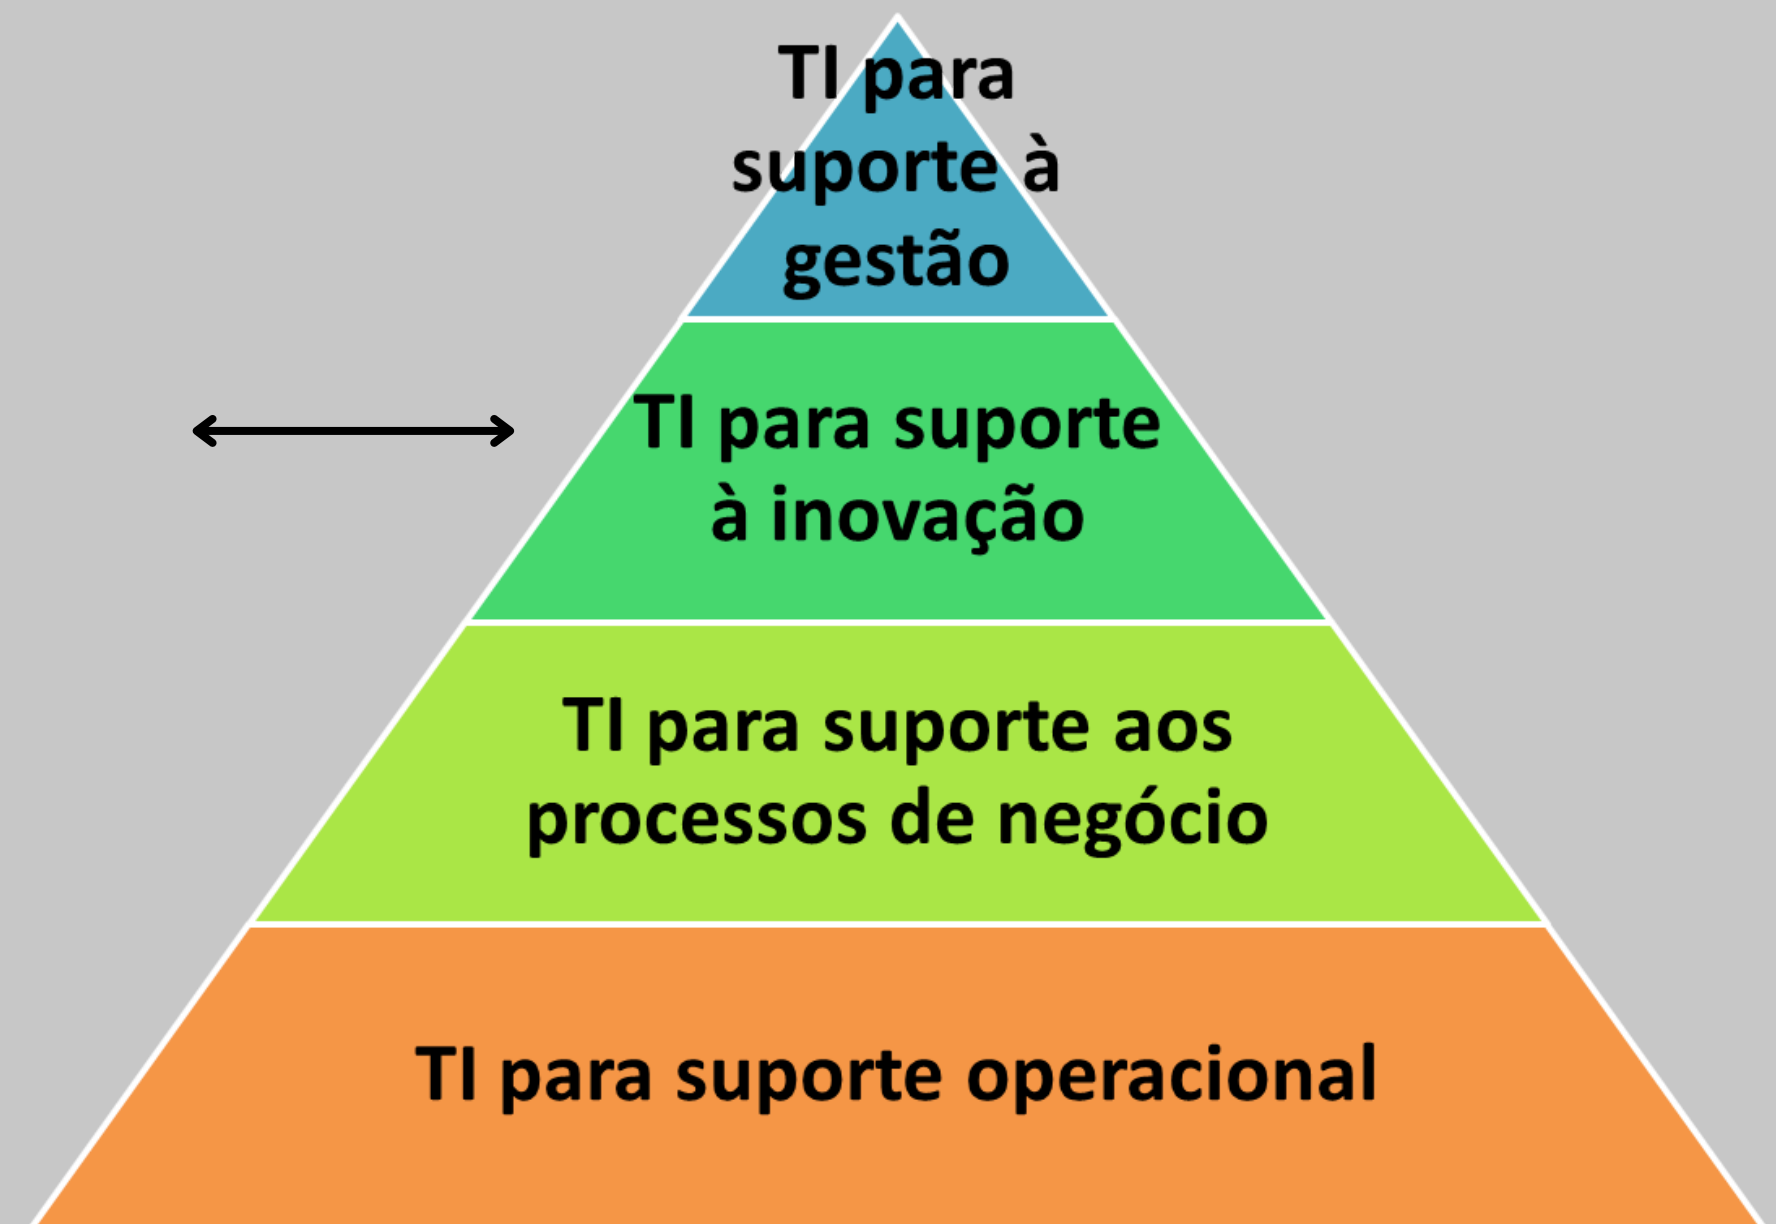 TI para
suporte à
gestão
TI para suporte
à inovação
TI para suporte aos
processos de negócio
TI para suporte operacional